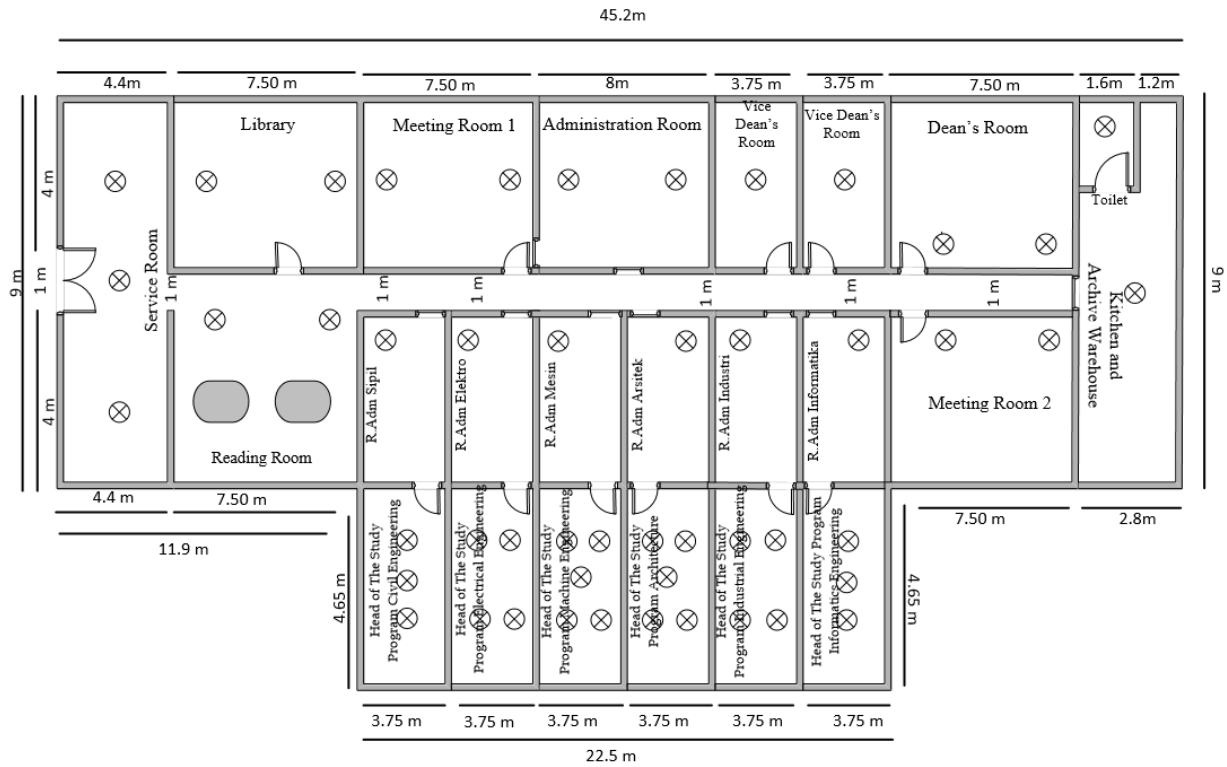 45.2m
4.4m
7.50 m
7.50 m
8m
3.75 m
3.75 m
7.50 m
1.6m
1.2m
Library
Meeting Room 1
Administration Room
Vice
Dean's
Room
Vice Dean's
Room
Dean's Room
4 m
Toilet
Service Room
9 m
1 m
1 m
1 m
1 m
1 m
1 m
1 m
Kitchen and
Archive Warehouse
9 m
4 m
R.Adm Sipil
R.Adm Elektro
R.Adm Mesin
R.Adm Arsitek
R.Adm Industri
R.Adm Informatika
Meeting Room 2
Reading Room
4.4 m
7.50 m
11.9 m
7.50 m
2.8m
4.65 m
Head of The Study
Program Civil Engineering
Head of The Study
Program Electrical Engineering
Head of The Study
Program Machine Engineering
Head of The Study
Program Architecture
Head of The Study
Program Industrial Engineering
Head of The Study Program
Informatics Engineering
4.65 m
3.75 m
3.75 m
3.75 m
3.75 m
3.75 m
3.75 m
22.5 m